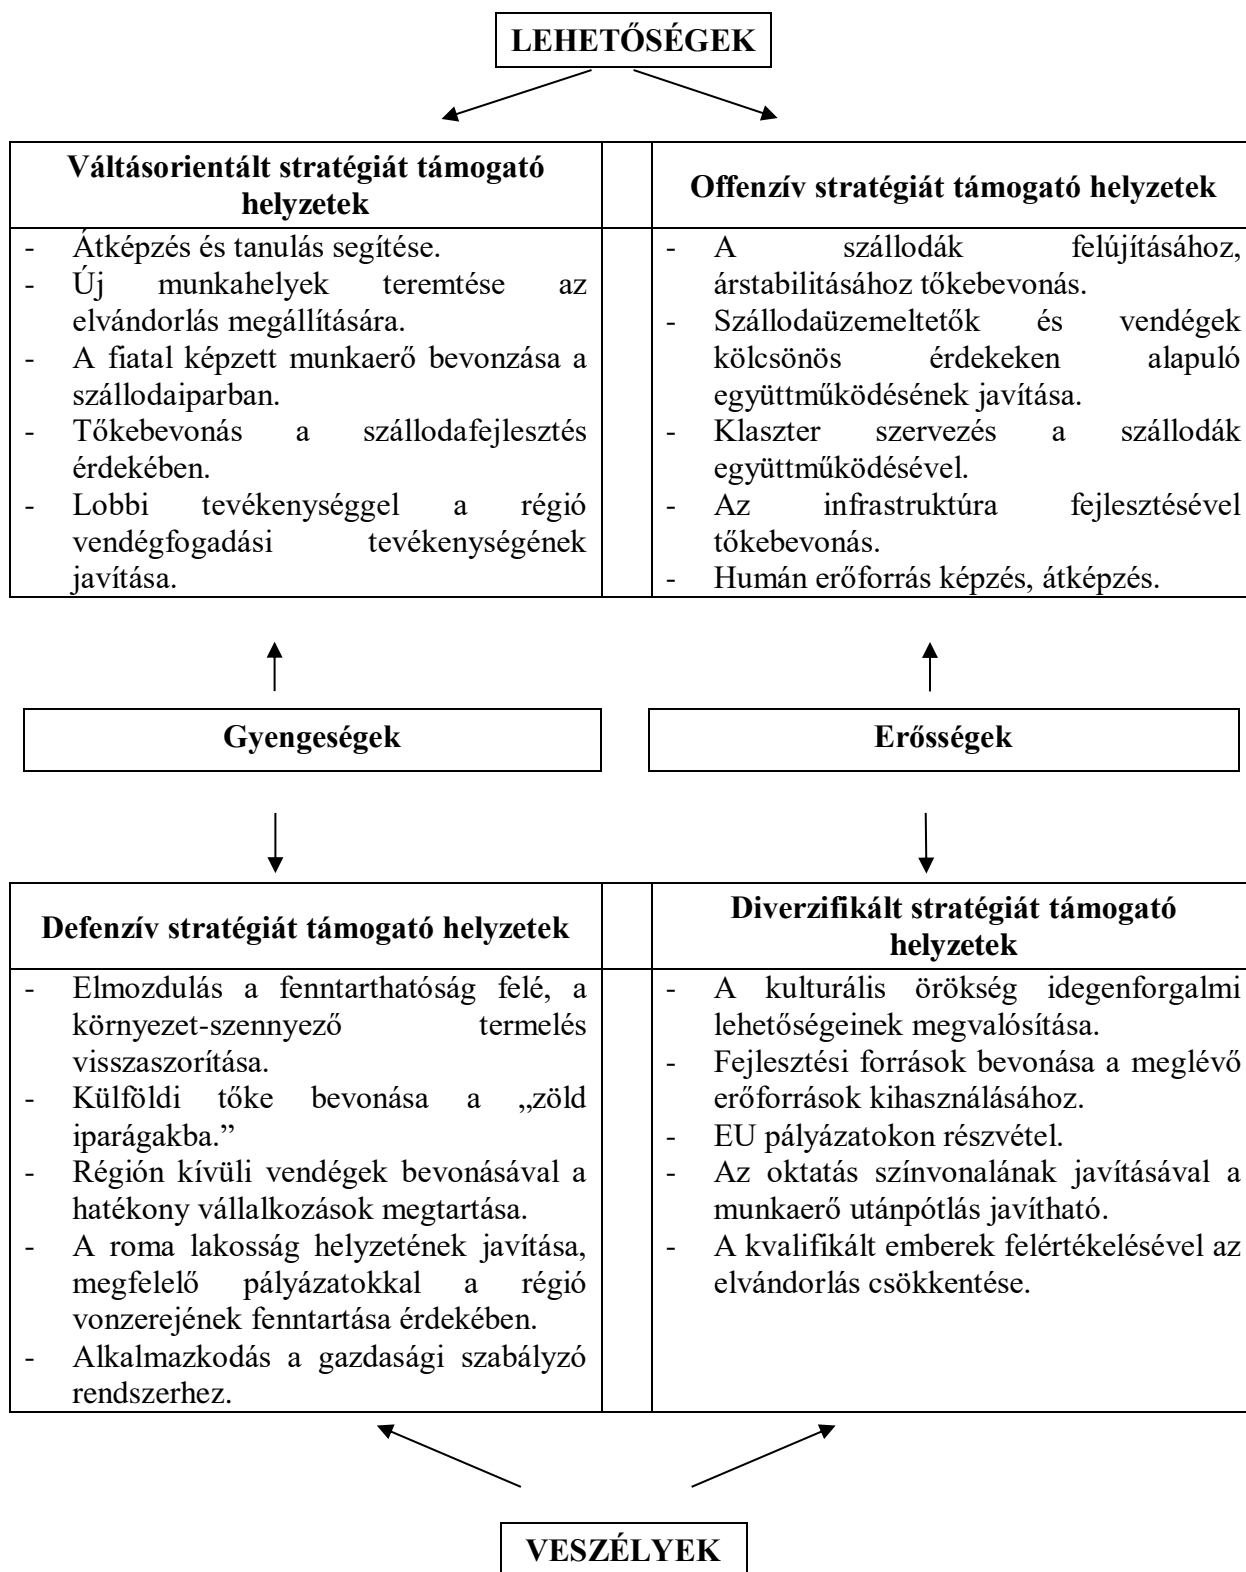 LEHETŐSÉGEK
Váltásorientált stratégiát támogató
helyzetek
- Átképzés és tanulás segítése.
- Új munkahelyek teremtése az
elvándorlás megállítására.
- A fiatal képzett munkaerő bevonzása a
szállodaiparban.
- Tőkebevonás a szállodafejlesztés
érdekében.
- Lobbi tevékenységgel a régió
vendégfogadási tevékenységének
javítása.
Offenzív stratégiát támogató helyzetek
- A szállodák felújításához,
árstabilitásához tőkebevonás.
- Szállodaüzemeltetők és vendégek
kölcsönös érdekeken alapuló
együttműködésének javítása.
- Klaszter szervezés a szállodák
együttműködésével.
- Az infrastruktúra fejlesztésével
tőkebevonás.
- Humán erőforrás képzés, átképzés.
Gyengeségek
Erősségek
Defenzív stratégiát támogató helyzetek
- Elmozdulás a fenntarthatóság felé, a
környezet-szennyező termelés
visszaszorítása.
- Külföldi tőke bevonása a „zöld
iparágakba.”
- Région kívüli vendégek bevonásával a
hatékony vállalkozások megtartása.
- A roma lakosság helyzetének javítása,
megfelelő pályázatokkal a régió
vonzerejének fenntartása érdekében.
- Alkalmazkodás a gazdasági szabályzó
rendszerhez.
Diverzifikált stratégiát támogató
helyzetek
- A kulturális örökség idegenforgalmi
lehetőségeinek megvalósítása.
- Fejlesztési források bevonása a meglévő
erőforrások kihasználásához.
- EU pályázatokon részvétel.
- Az oktatás színvonalának javításával a
munkaerő utánpótlás javítható.
- A kvalifikált emberek felértékelésével az
elvándorlás csökkentése.
VESZÉLYEK